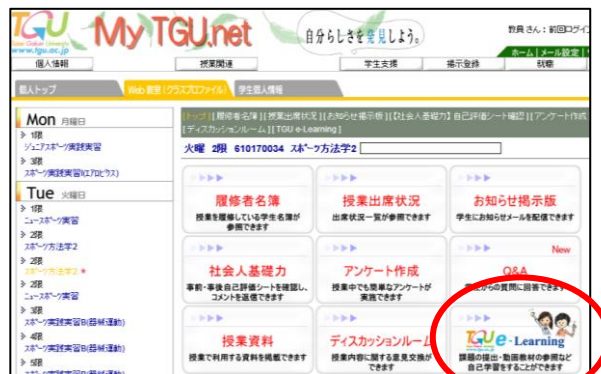 TGU My TGU.net
Tokai Gakuen University
www.tgu.ac.jp
自分らしさを発見しよう。
教員 さん：前回ログイ
ホーム | メール設定 |
個人情報 授業関連 学生支援 掲示登録 就職
個人トップ Web 教室 (クラスプロファイル) 学生個人情報
[トップ] [履修者名簿] [授業出席状況] [お知らせ掲示板] [【社会人基礎力】自己評価シート確認] [アンケート作成
[ディスカッションルーム] [TGU e-Learning]
火曜 2限 610170034 スポーツ方法学2
Mon 月曜日
1限
ジュニアスポーツ実践実習
3限
スポーツ実践実習I(エアロビクス)
Tue 火曜日
1限
ニュースポーツ実習
2限
スポーツ方法学2
2限
スポーツ方法学2 *
2限
ニュースポーツ実習
3限
スポーツ実践実習B(器械運動)
4限
スポーツ実践実習B(器械運動)
5限
スポーツ実践実習B(器械運動)
履修者名簿
授業を履修している学生名簿が
参照できます
授業出席状況
出席状況一覧が参照できます
お知らせ掲示板
学生にお知らせメールを配信できます
社会人基礎力
事前・事後自己評価シートを確認し、
コメントを返信できます
アンケート作成
授業中でも簡単なアンケートが
実施できます
New
Q&A
からの質問に回答できます
授業資料
授業で利用する資料を掲載できます
ディスカッションルーム
授業内容に関する意見交換が
できます
TGU e-Learning
課題の提出・動画教材の参照など
自己学習をすることができます